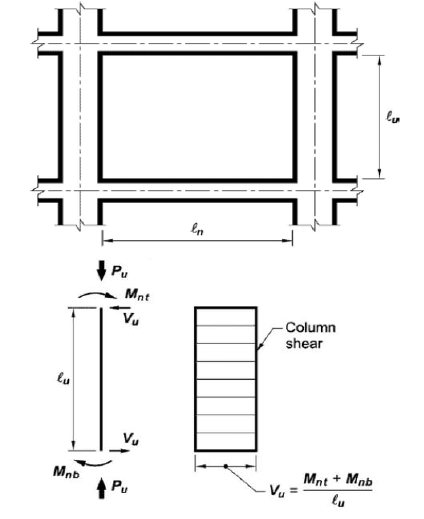 ℓu
ℓn
Pu
Mnt
Vu
Column
shear
ℓu
Vu
Mnb
Pu
Vu = Mnt + Mnb
ℓu